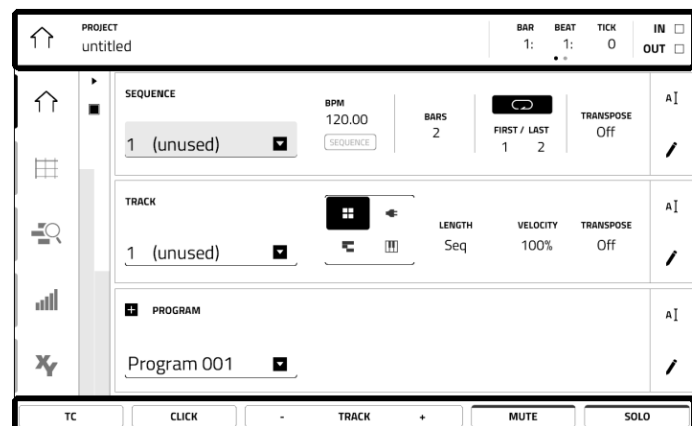 PROJECT
untitled
BAR BEAT TICK
1: 1: 0
IN
OUT
SEQUENCE
1 (unused)
BPM
120.00
SEQUENCE
BARS
2
FIRST / LAST
1 2
TRANSPOSE
Off
A
TRACK
1 (unused)
LENGTH
Seq
VELOCITY
100%
TRANSPOSE
Off
A
PROGRAM
Program 001
A
XY
TC CLICK - TRACK + MUTE SOLO